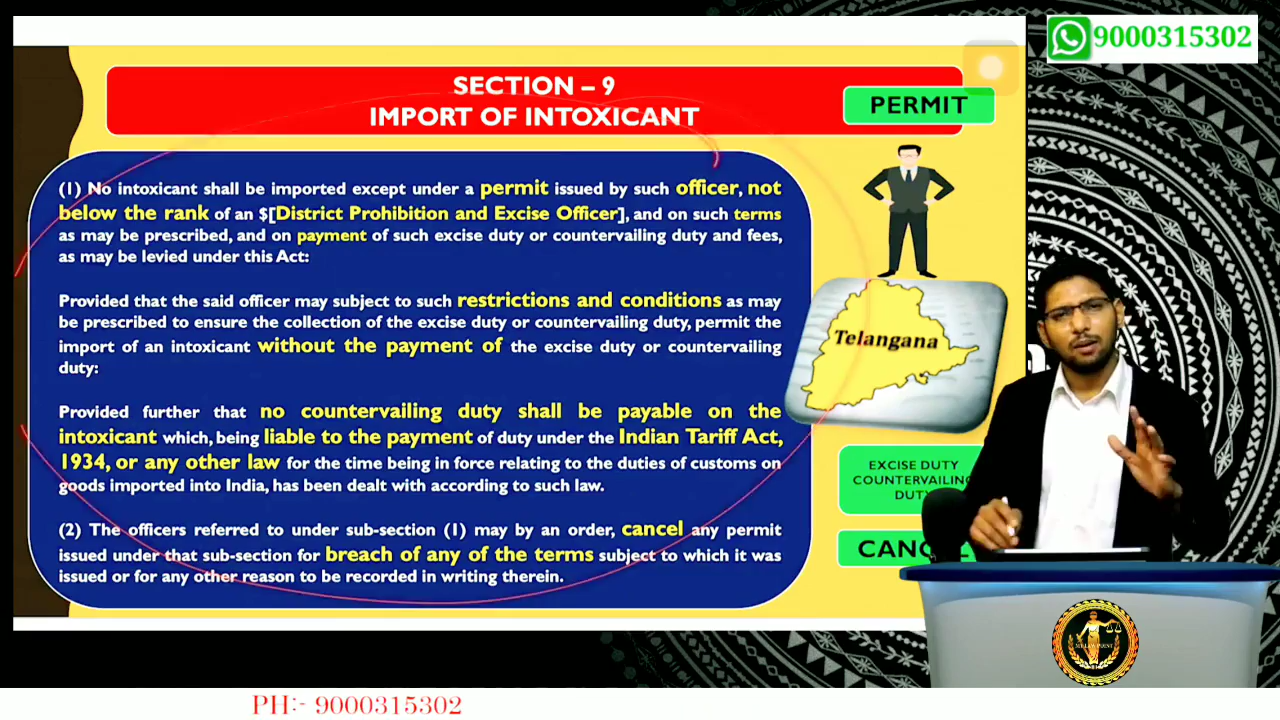 9000315302
SECTION – 9
IMPORT OF INTOXICANT
PERMIT
(1) No intoxicant shall be imported except under a permit issued by such officer, not
below the rank of an $[District Prohibition and Excise Officer], and on such terms
as may be prescribed, and on payment of such excise duty or countervailing duty and fees,
as may be levied under this Act:
Provided that the said officer may subject to such restrictions and conditions as may
be prescribed to ensure the collection of the excise duty or countervailing duty, permit the
import of an intoxicant without the payment of the excise duty or countervailing
duty:
Provided further that no countervailing duty shall be payable on the
intoxicant which, being liable to the payment of duty under the Indian Tariff Act,
1934, or any other law for the time being in force relating to the duties of customs on
goods imported into India, has been dealt with according to such law.
(2) The officers referred to under sub-section (1) may by an order, cancel any permit
issued under that sub-section for breach of any of the terms subject to which it was
issued or for any other reason to be recorded in writing therein.
Telangana
EXCISE DUTY
COUNTERVAILING
DUTY
PH:- 9000315302